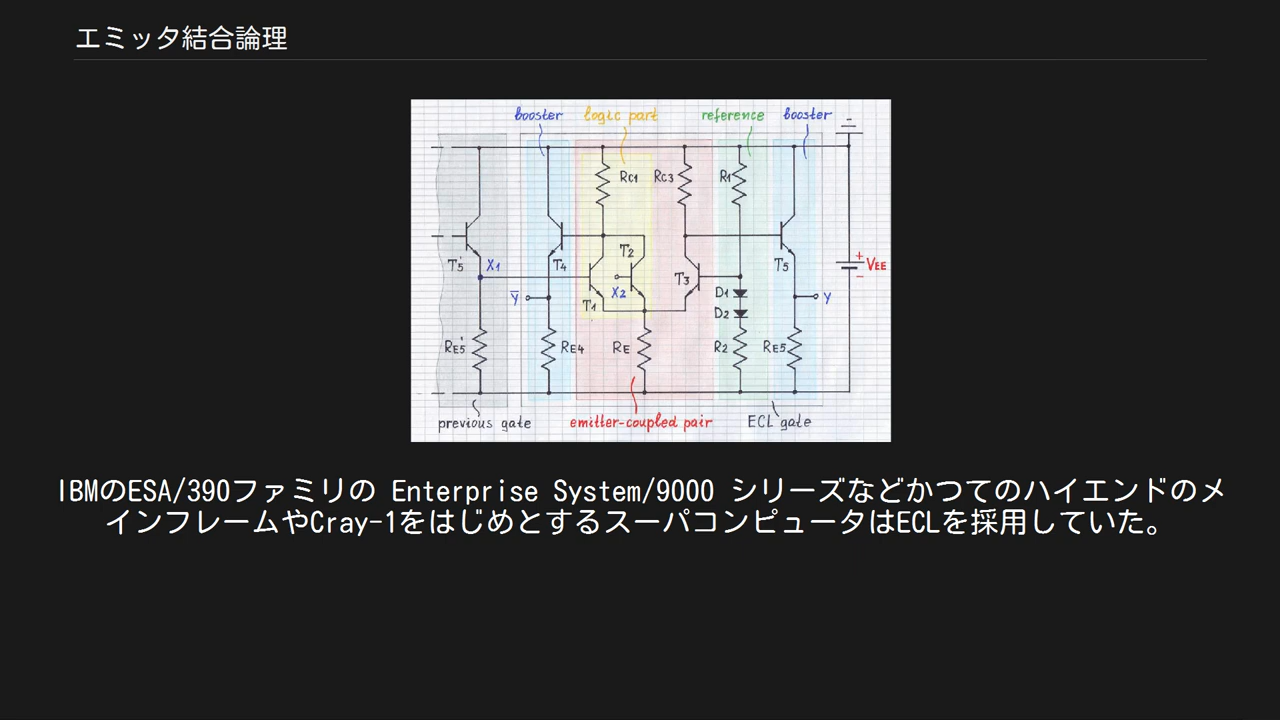 エミッタ結合論理
booster logic part reference booster
RC1 RC3 R1
T5' X1 T4 T2 T3 T5 + VEE
X2 D1 -
Y̅ T1 D2 Y
RE5' RE4 RE R2 RE5
previous gate emitter-coupled pair ECL gate
IBMのESA/390ファミリの Enterprise System/9000 シリーズなどかつてのハイエンドのメ
インフレームやCray-1をはじめとするスーパコンピュータはECLを採用していた。